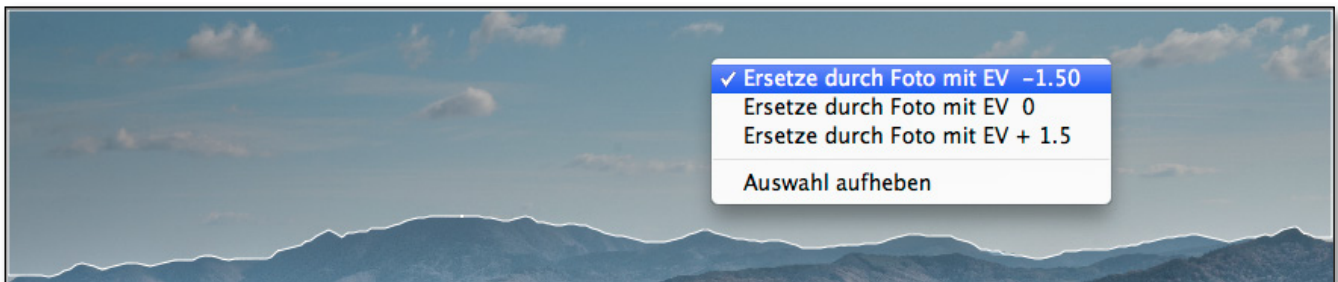 ✓ Ersetze durch Foto mit EV -1.50
Ersetze durch Foto mit EV 0
Ersetze durch Foto mit EV + 1.5
Auswahl aufheben